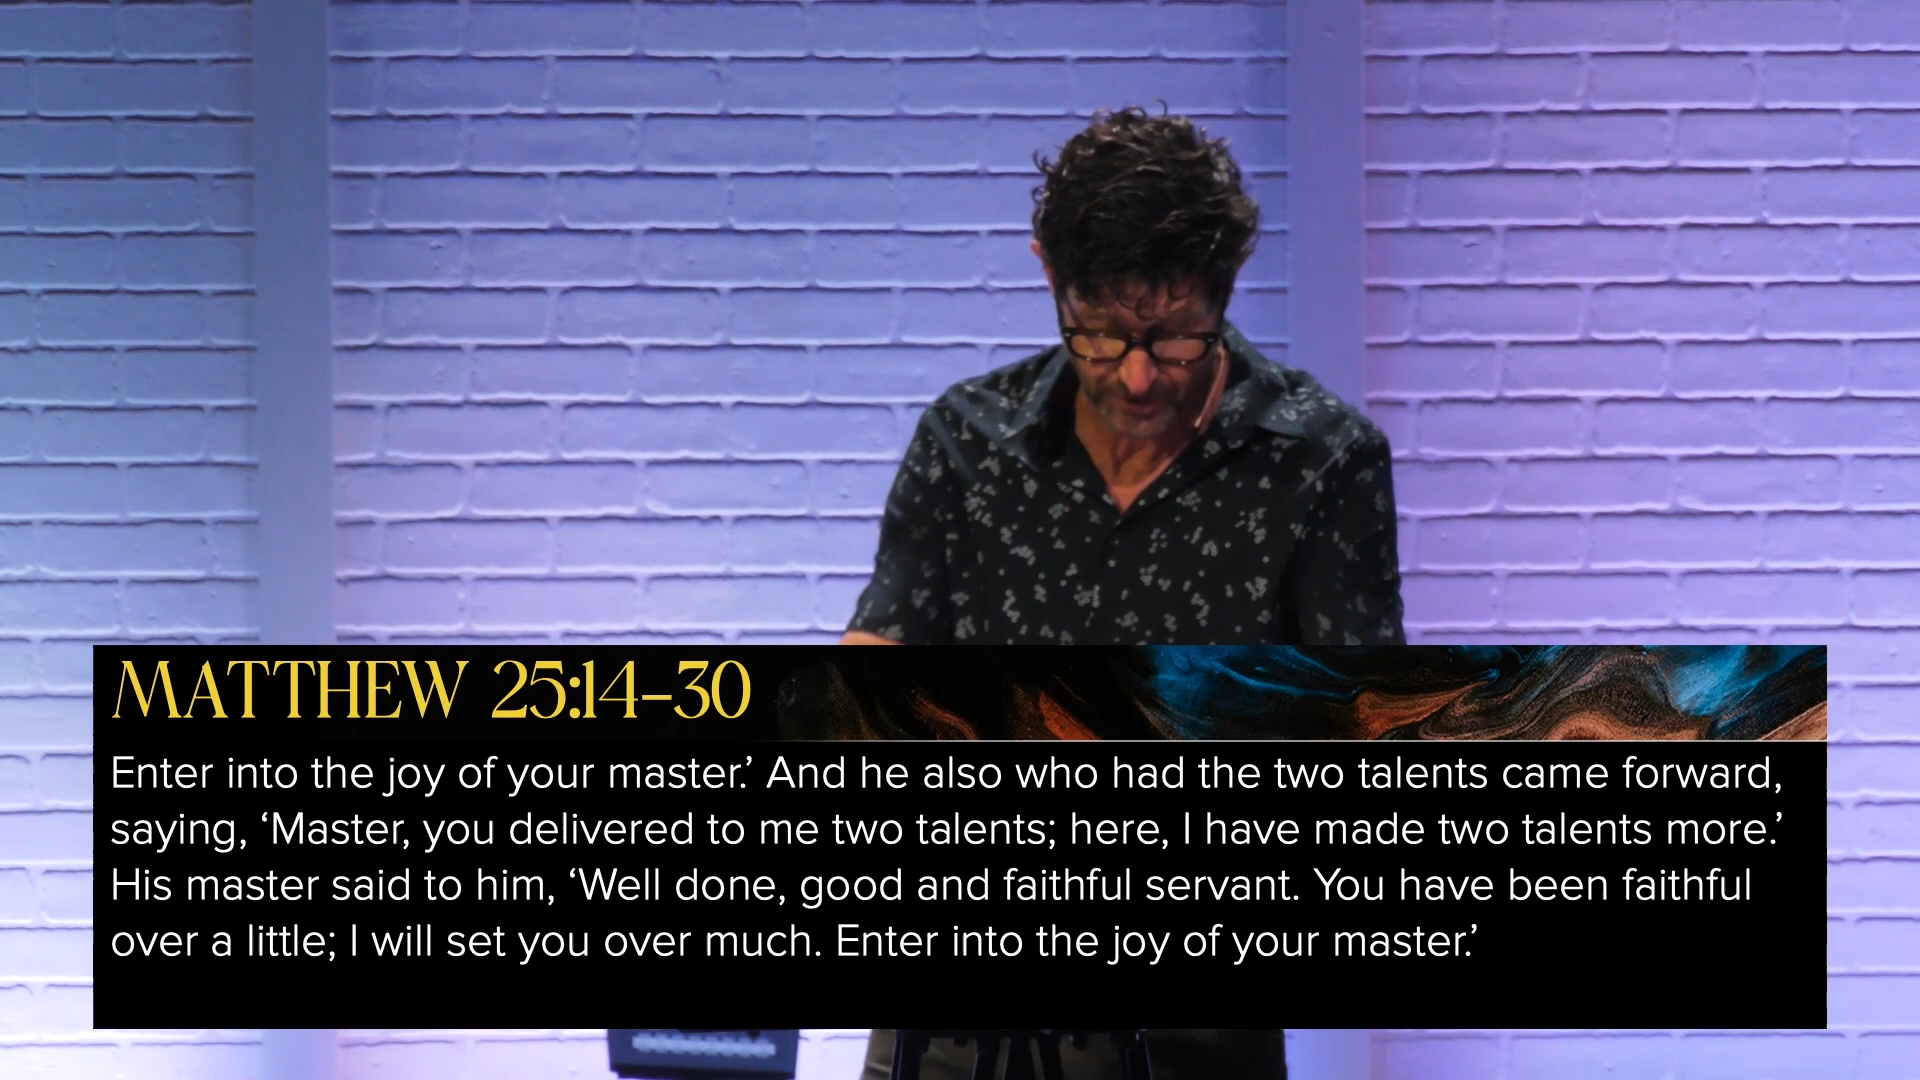 MATTHEW 25:14–30
Enter into the joy of your master.’ And he also who had the two talents came forward,
saying, ‘Master, you delivered to me two talents; here, I have made two talents more.’
His master said to him, ‘Well done, good and faithful servant. You have been faithful
over a little; I will set you over much. Enter into the joy of your master.’